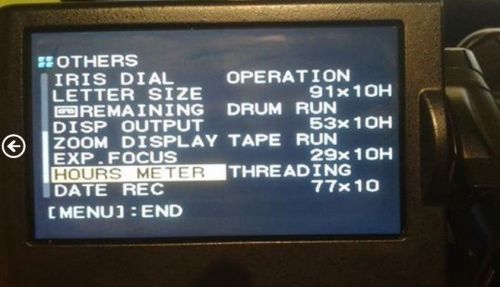 OTHERS
IRIS DIAL OPERATION
LETTER SIZE 91x10H
REMAINING DRUM RUN
DISP OUTPUT 53x10H
ZOOM DISPLAY TAPE RUN
EXP.FOCUS 29x10H
HOURS METER THREADING
DATE REC 77x10
[MENU]:END